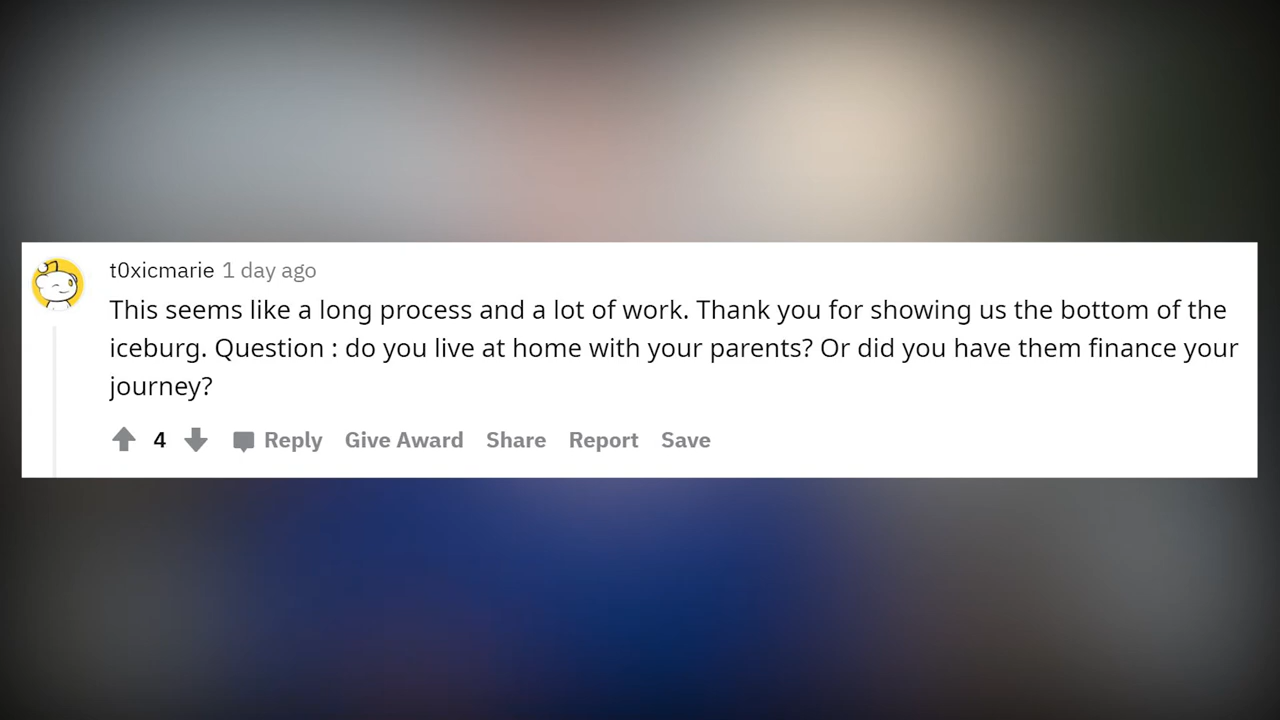 t0xicmarie 1 day ago
This seems like a long process and a lot of work. Thank you for showing us the bottom of the
iceburg. Question : do you live at home with your parents? Or did you have them finance your
journey?
4 Reply Give Award Share Report Save